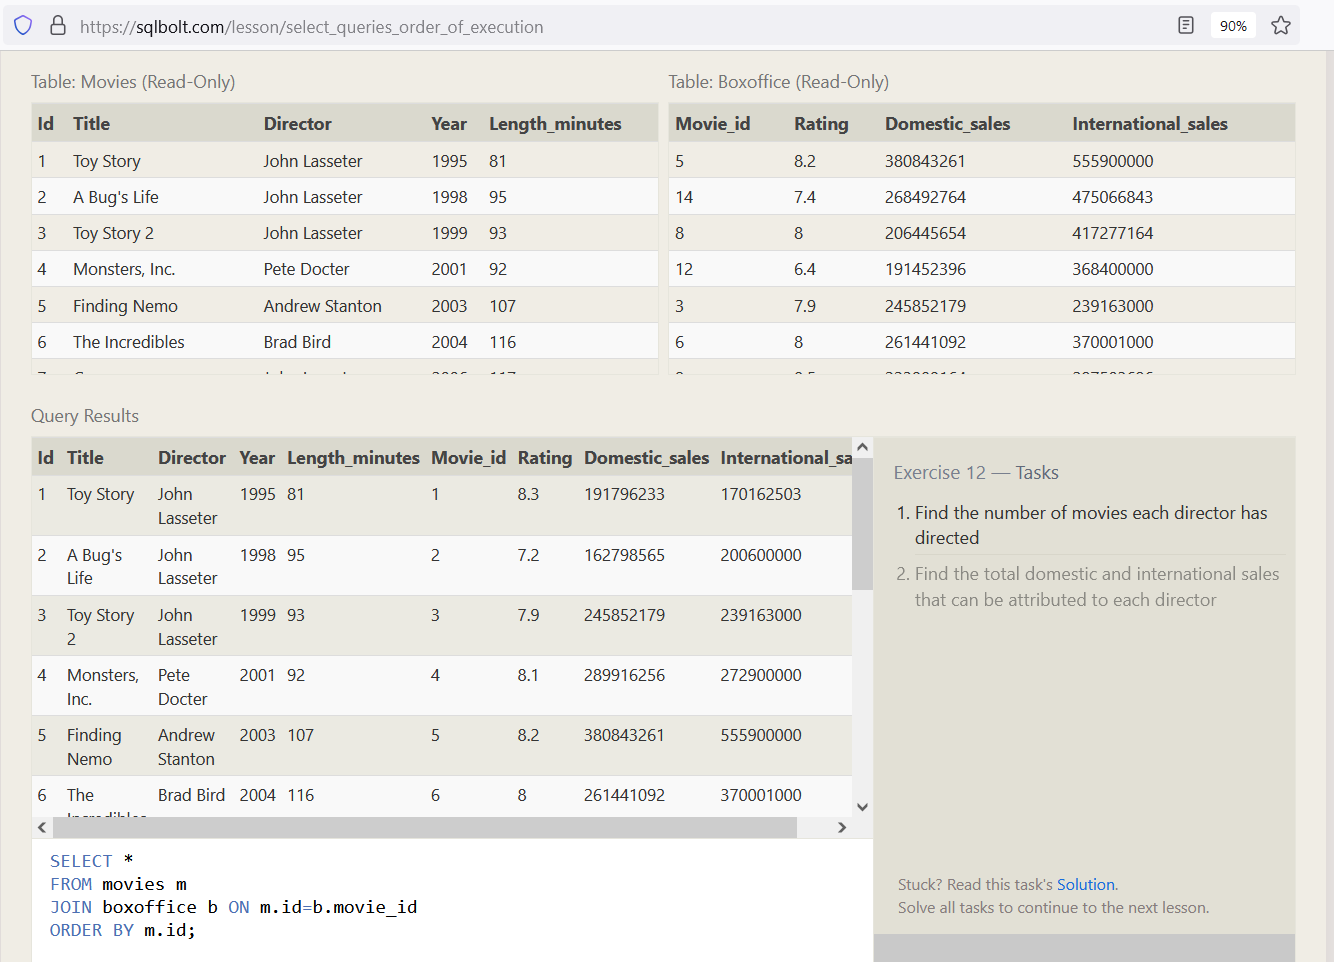 https://sqlbolt.com/lesson/select_queries_order_of_execution 90%
Table: Movies (Read-Only)
Id Title Director Year Length_minutes
1 Toy Story John Lasseter 1995 81
2 A Bug's Life John Lasseter 1998 95
3 Toy Story 2 John Lasseter 1999 93
4 Monsters, Inc. Pete Docter 2001 92
5 Finding Nemo Andrew Stanton 2003 107
6 The Incredibles Brad Bird 2004 116
Table: Boxoffice (Read-Only)
Movie_id Rating Domestic_sales International_sales
5 8.2 380843261 555900000
14 7.4 268492764 475066843
8 8 206445654 417277164
12 6.4 191452396 368400000
3 7.9 245852179 239163000
6 8 261441092 370001000
Query Results
Id Title Director Year Length_minutes Movie_id Rating Domestic_sales International_sa
1 Toy Story John Lasseter 1995 81 1 8.3 191796233 170162503
2 A Bug's Life John Lasseter 1998 95 2 7.2 162798565 200600000
3 Toy Story 2 John Lasseter 1999 93 3 7.9 245852179 239163000
4 Monsters, Inc. Pete Docter 2001 92 4 8.1 289916256 272900000
5 Finding Nemo Andrew Stanton 2003 107 5 8.2 380843261 555900000
6 The Brad Bird 2004 116 6 8 261441092 370001000
SELECT *
FROM movies m
JOIN boxoffice b ON m.id=b.movie_id
ORDER BY m.id;
Exercise 12 — Tasks
1. Find the number of movies each director has
directed
2. Find the total domestic and international sales
that can be attributed to each director
Stuck? Read this task's Solution.
Solve all tasks to continue to the next lesson.